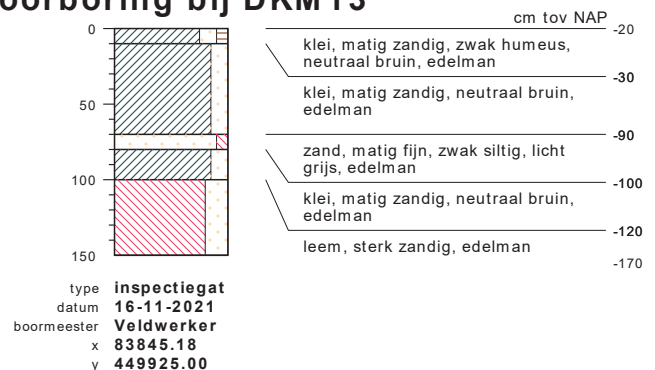 oorboring bij DKM13
cm tov NAP
0
-20
klei, matig zandig, zwak humeus,
neutraal bruin, edelman
-30
klei, matig zandig, neutraal bruin,
edelman
50
-90
zand, matig fijn, zwak siltig, licht
grijs, edelman
100
-100
klei, matig zandig, neutraal bruin,
edelman
-120
leem, sterk zandig, edelman
150
-170
type inspectiegat
datum 16-11-2021
boormeester Veldwerker
x 83845.18
y 449925.00